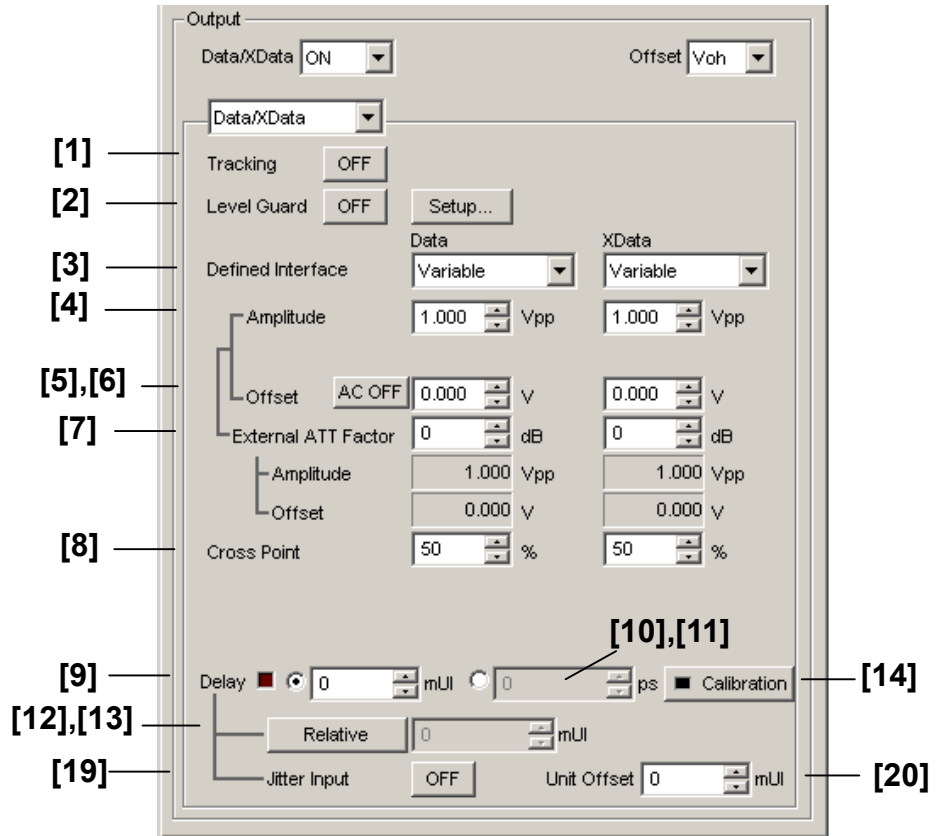 Output
Data/XData ON Offset Voh
Data/XData
[1] Tracking OFF
[2] Level Guard OFF Setup...
Data XData
[3] Defined Interface Variable Variable
[4] Amplitude 1.000 Vpp 1.000 Vpp
[5],[6] Offset AC OFF 0.000 V 0.000 V
[7] External ATT Factor 0 dB 0 dB
Amplitude 1.000 Vpp 1.000 Vpp
Offset 0.000 V 0.000 V
[8] Cross Point 50 % 50 %
[10],[11]
[9] Delay 0 mUI 0 ps Calibration [14]
[12],[13] Relative 0 mUI
[19] Jitter Input OFF Unit Offset 0 mUI [20]